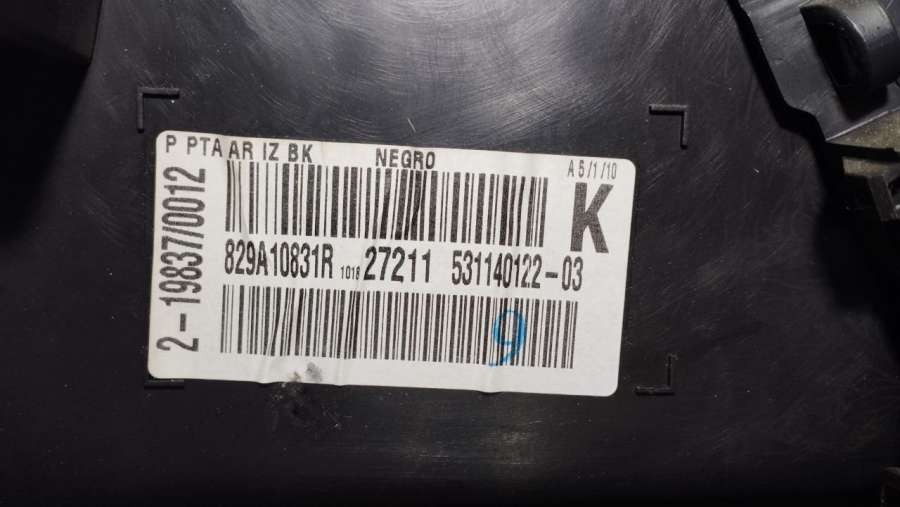 P PTA AR IZ BK NEGRO A 5/1/10
2-19837/0012
K
829A10831R 1018 27211 531140122-03
9